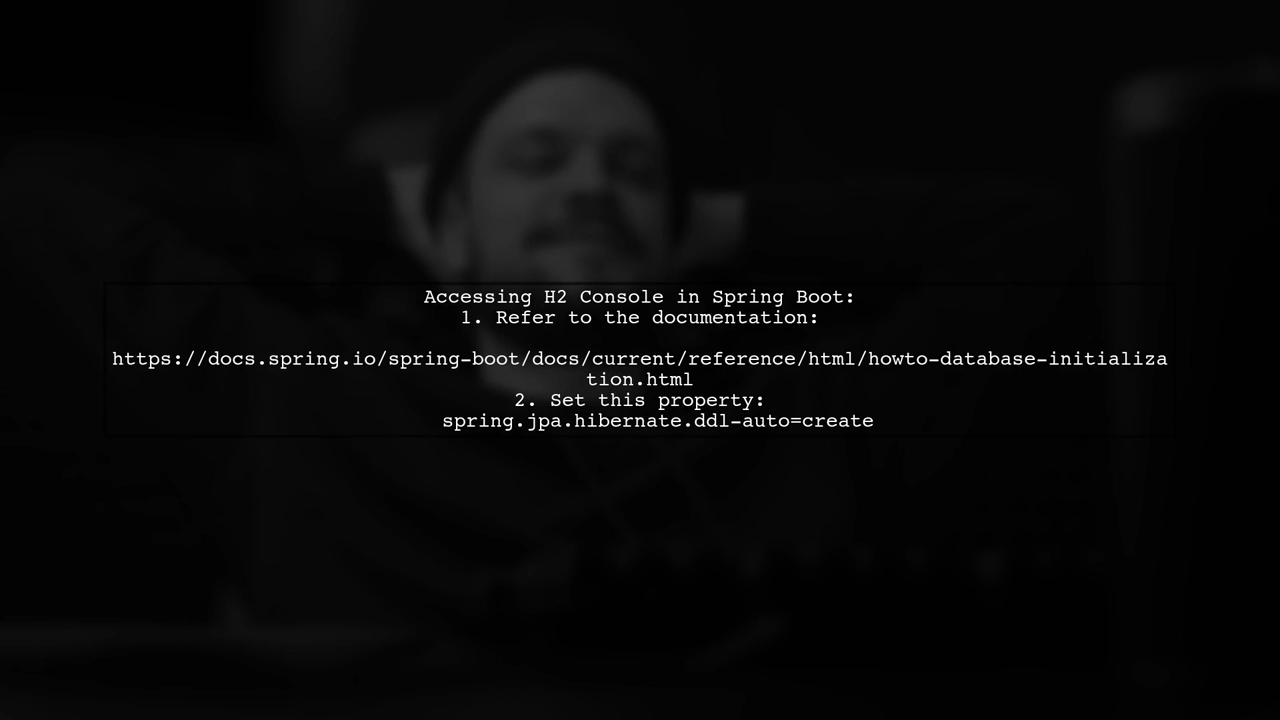 Accessing H2 Console in Spring Boot:
1. Refer to the documentation:
https://docs.spring.io/spring-boot/docs/current/reference/html/howto-database-initializa
tion.html
2. Set this property:
spring.jpa.hibernate.ddl-auto=create